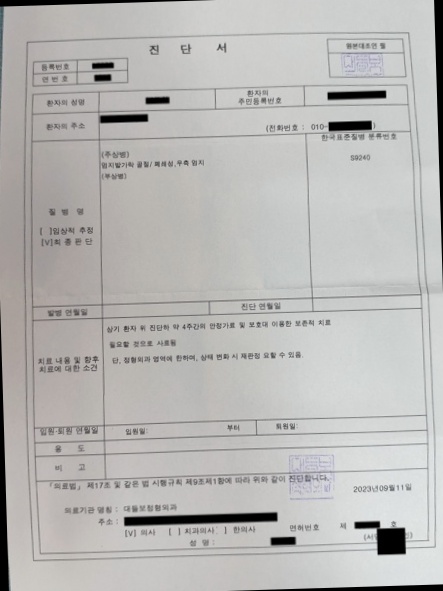 진 단 서
원본대조연 월
등록번호
연 번 호
환자의 성명
환자의
주민등록번호
환자의 주소
(전화번호 : 010- )
한국표준질병 분류번호
(주상병)
엄지발가락 골절/ 폐쇄성,우측 엄지
(부상병)
S9240
질 병 명
[ ]임상적 추정
[V]최 종 판 단
발병 연월일
진단 연월일
상기 환자 위 진단하 약 4주간의 안정가료 및 보호대 이용한 보존적 치료
필요할 것으로 사료됨
단, 정형외과 영역에 한하며, 상태 변화 시 재판정 요할 수 있음.
치료 내용 및 향후
치료에 대한 소견
입원·퇴원 연월일
입원일:
부터
퇴원일:
용 도
비 고
「의료법」 제17조 및 같은 법 시행규칙 제9조제1항에 따라 위와 같이 진단합니다.
2023년09월11일
의료기관 명칭 : 대들보정형외과
주소 :
[V] 의사 [ ] 치과의사 [ ] 한의사
면허번호 제 호
성 명 :